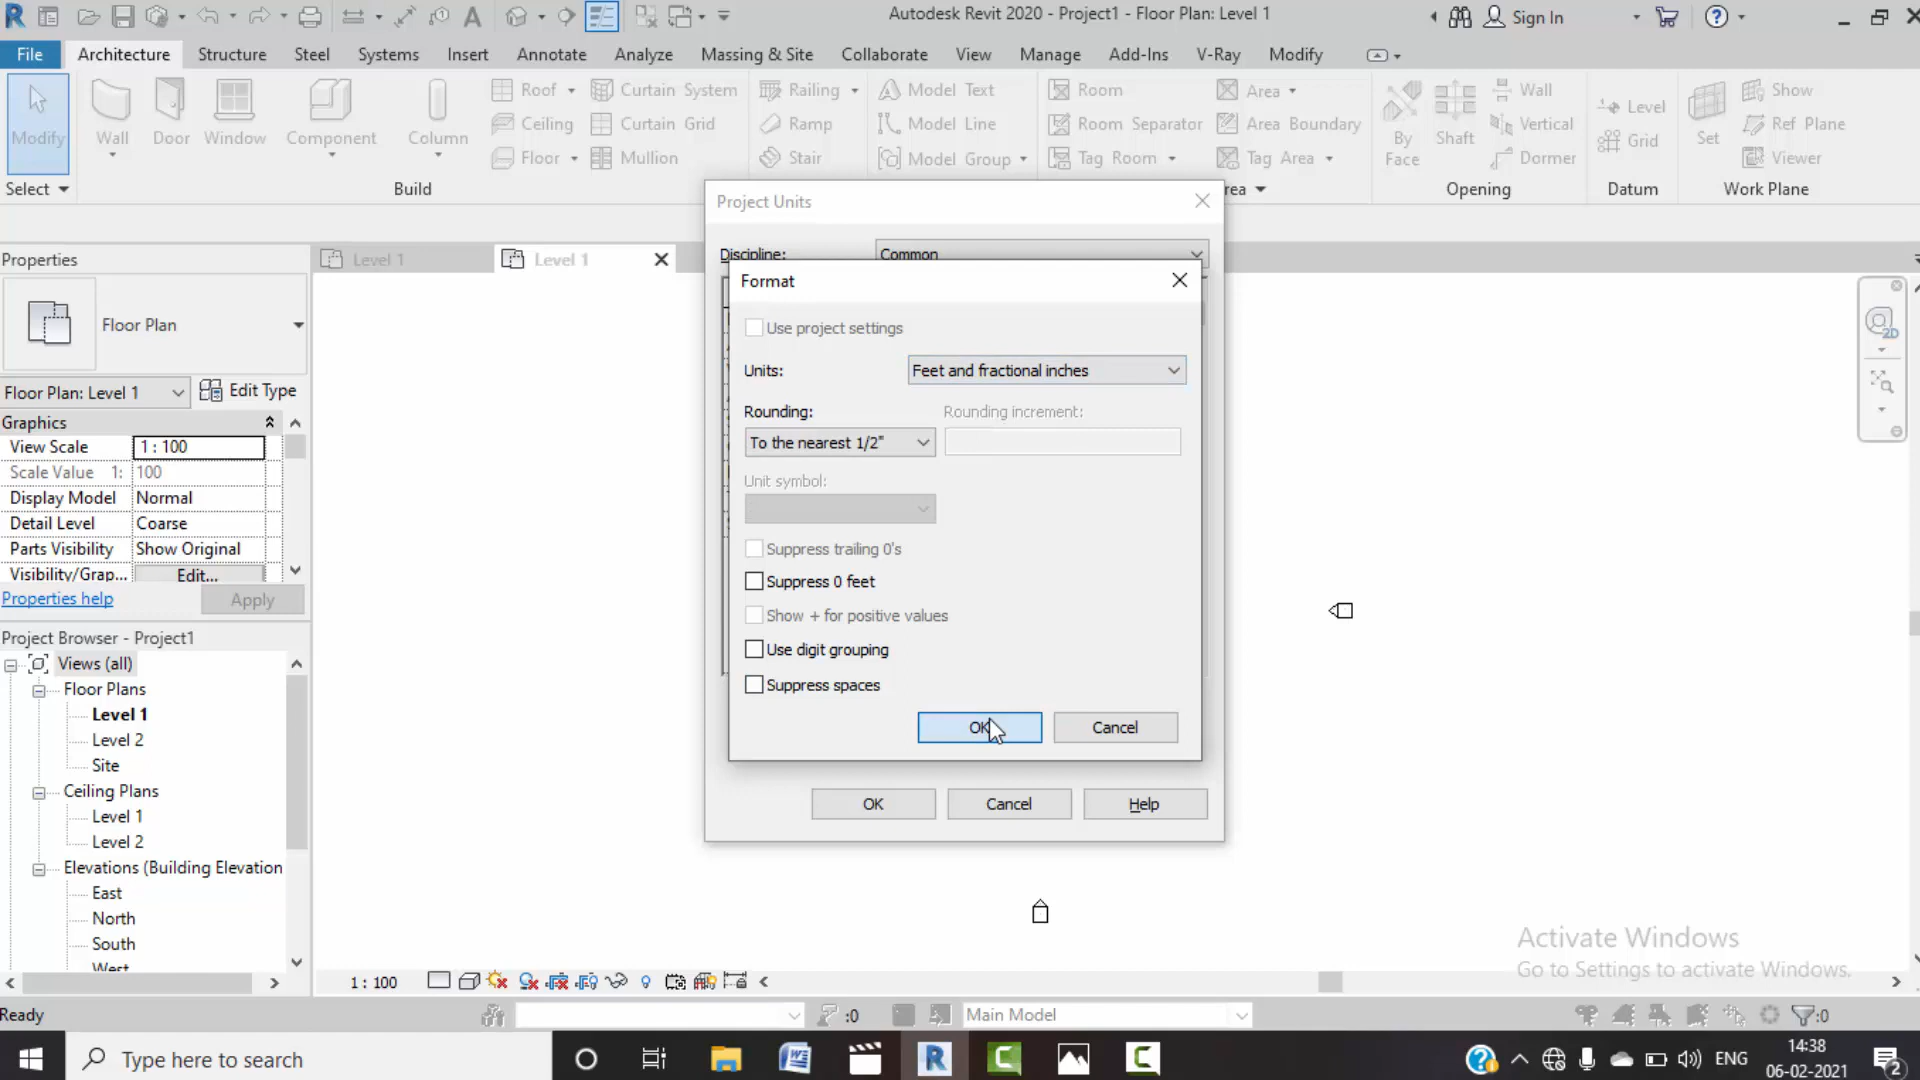 Autodesk Revit 2020 - Project1 - Floor Plan: Level 1
Sign In
File Architecture Structure Steel Systems Insert Annotate Analyze Massing & Site Collaborate View Manage Add-Ins V-Ray Modify
Modify
Wall
Door
Window
Component
Column
Roof
Ceiling
Floor
Curtain System
Curtain Grid
Mullion
Railing
Ramp
Stair
Model Text
Model Line
Model Group
Room
Room Separator
Tag Room
Area
Area Boundary
Tag Area
By Face
Shaft
Wall
Vertical
Dormer
Level
Grid
Set
Show
Ref Plane
Viewer
Select
Build
rea
Opening
Datum
Work Plane
Properties
Level 1
Level 1
Floor Plan
Floor Plan: Level 1
Edit Type
Graphics
View Scale 1 : 100
Scale Value 1: 100
Display Model Normal
Detail Level Coarse
Parts Visibility Show Original
Visibility/Grap... Edit...
Properties help
Apply
Project Browser - Project1
Views (all)
Floor Plans
Level 1
Level 2
Site
Ceiling Plans
Level 1
Level 2
Elevations (Building Elevation
East
North
South
West
Project Units
Discipline: Common
Format
Use project settings
Units: Feet and fractional inches
Rounding: Rounding increment:
To the nearest 1/2"
Unit symbol:
Suppress trailing 0's
Suppress 0 feet
Show + for positive values
Use digit grouping
Suppress spaces
OK Cancel
OK Cancel Help
2D
Activate Windows
Go to Settings to activate Windows.
1 : 100
Ready
:0
Main Model
:0
Type here to search
ENG
14:38
06-02-2021
2